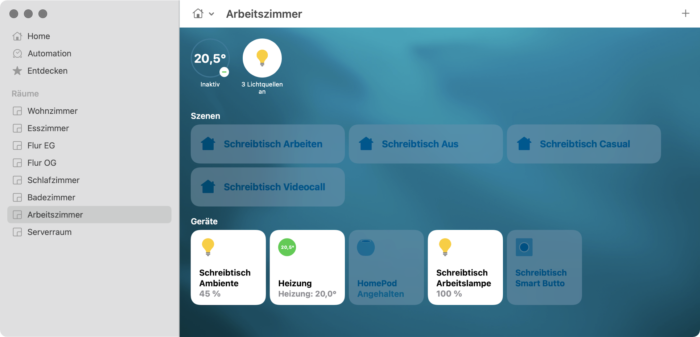 Home
Automation
Entdecken
Räume
Wohnzimmer
Esszimmer
Flur EG
Flur OG
Schlafzimmer
Badezimmer
Arbeitszimmer
Serverraum
Arbeitszimmer
20,5°
Inaktiv
3 Lichtquellen
an
Szenen
Schreibtisch Arbeiten
Schreibtisch Aus
Schreibtisch Casual
Schreibtisch Videocall
Geräte
Schreibtisch
Ambiente
45 %
20,5°
Heizung
Heizung: 20,0°
HomePod
Angehalten
Schreibtisch
Arbeitslampe
100 %
Schreibtisch
Smart Butto